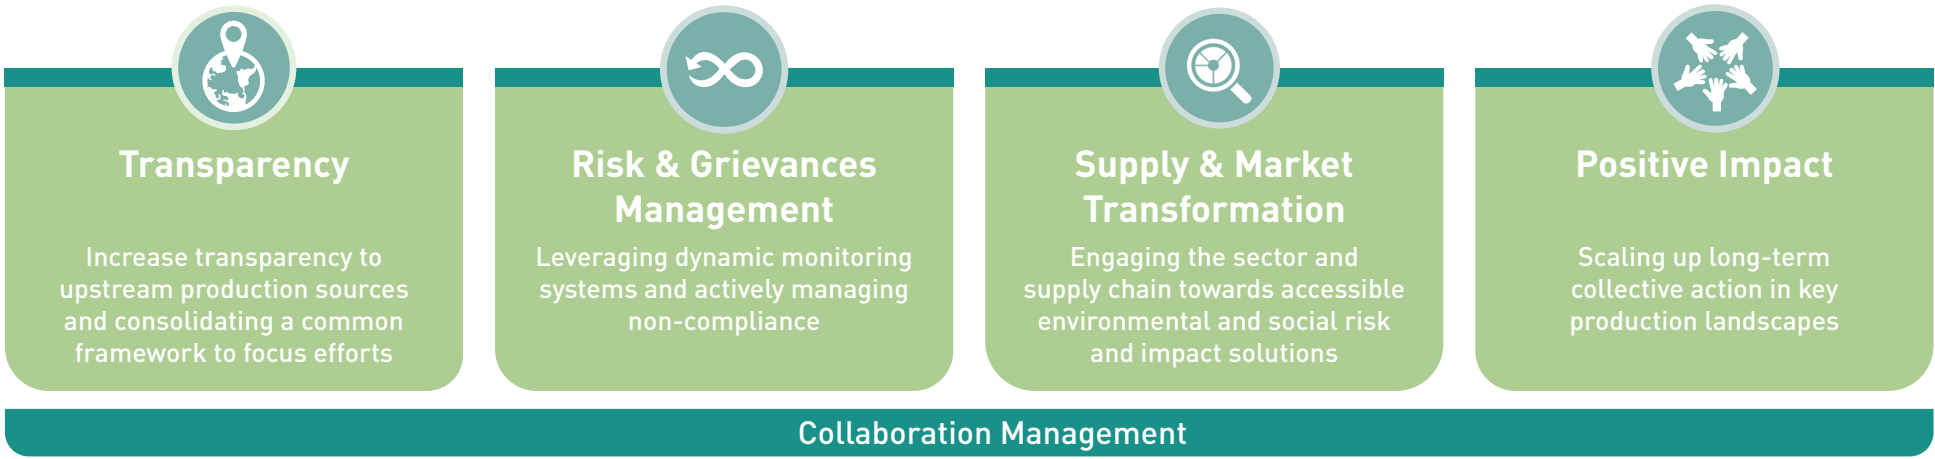 Transparency
Increase transparency to
upstream production sources
and consolidating a common
framework to focus efforts
Risk & Grievances
Management
Leveraging dynamic monitoring
systems and actively managing
non-compliance
Supply & Market
Transformation
Engaging the sector and
supply chain towards accessible
environmental and social risk
and impact solutions
Positive Impact
Scaling up long-term
collective action in key
production landscapes
Collaboration Management